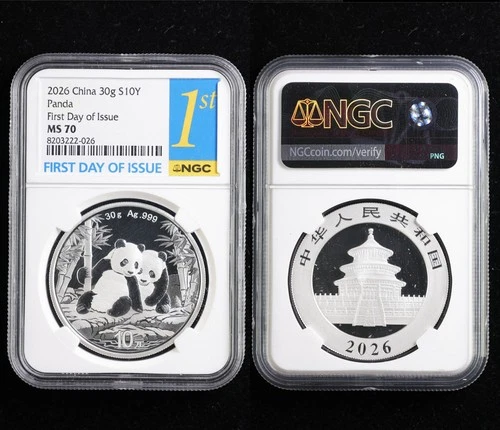 2026 China 30g S10Y
Panda
First Day of Issue
MS 70
8203222-026
FIRST DAY OF ISSUE
1st
NGC
30g Ag.999
10元
NGC
NGCcoin.com/verify
PNG
中华人民共和国
2026